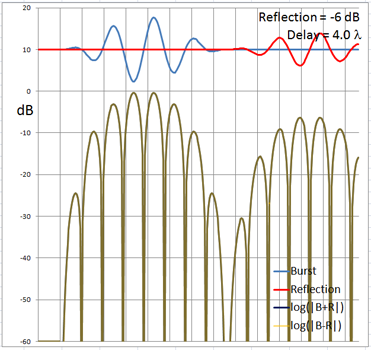 20
Reflection = -6 dB
Delay = 4.0 λ
10
0
dB
-10
-20
-30
-40
-50
-60
Burst
Reflection
log(|B+R|)
log(|B-R|)